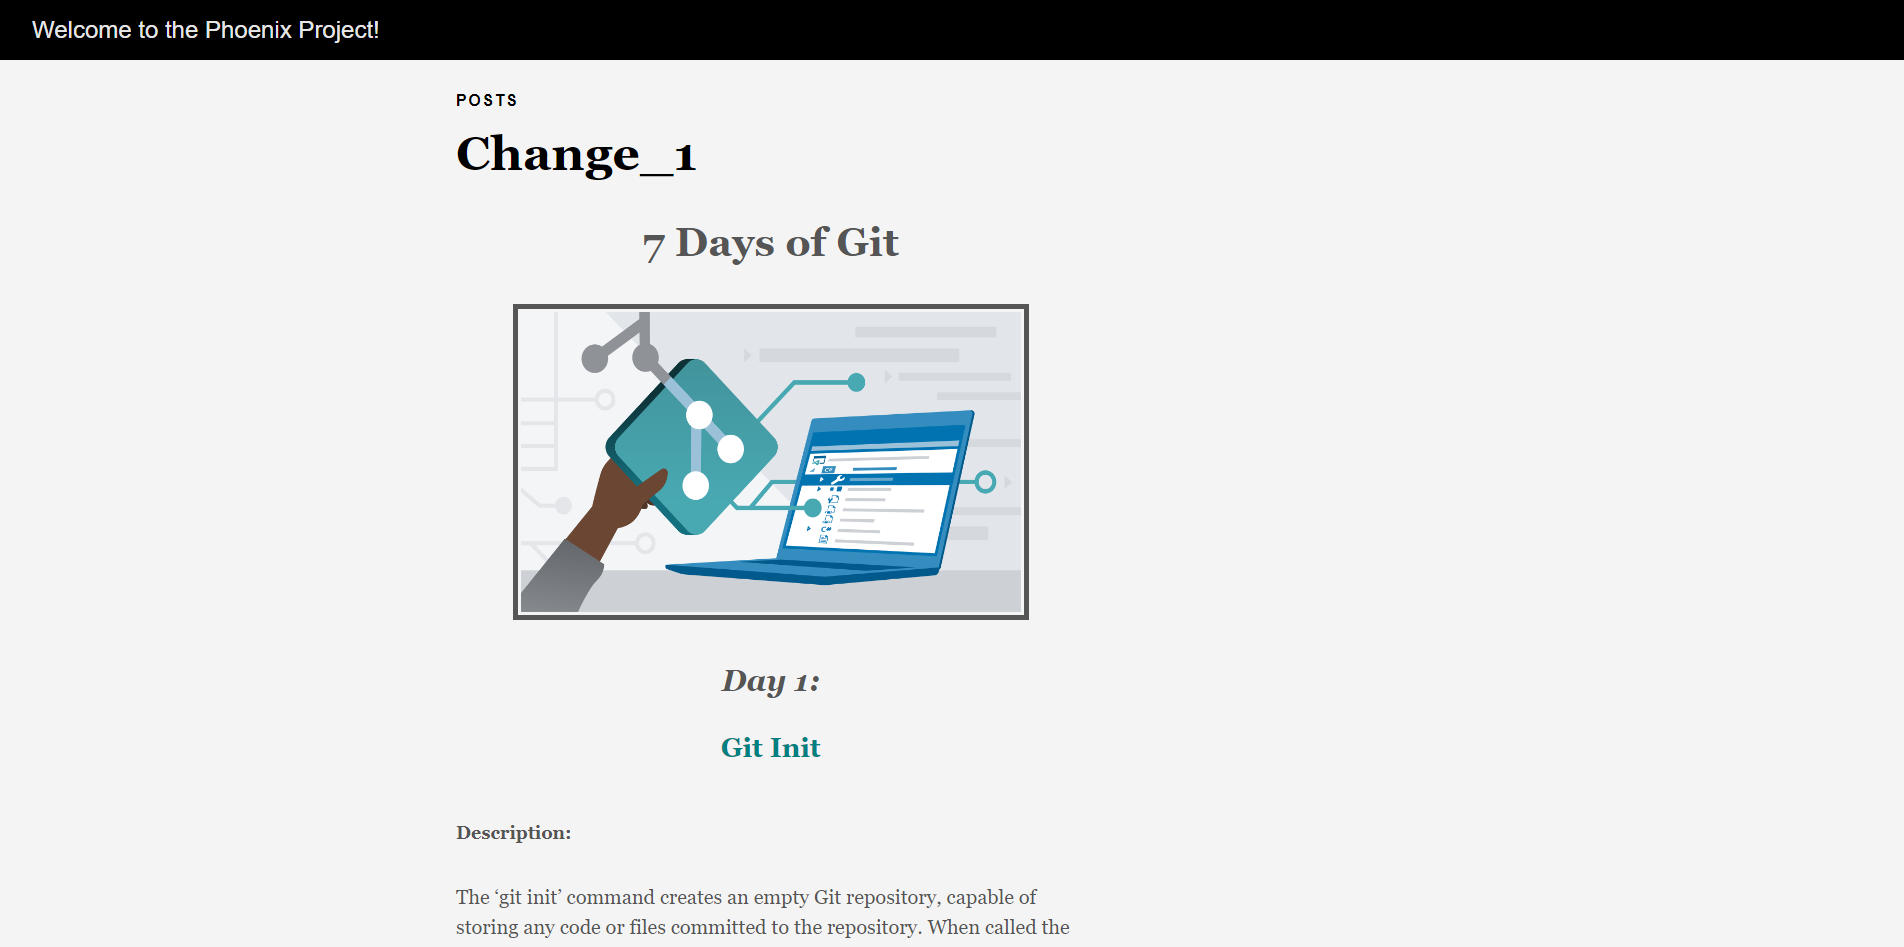 Welcome to the Phoenix Project!
POSTS
Change_1
7 Days of Git
C#
C#
Day 1:
Git Init
Description:
The ‘git init’ command creates an empty Git repository, capable of
storing any code or files committed to the repository. When called the